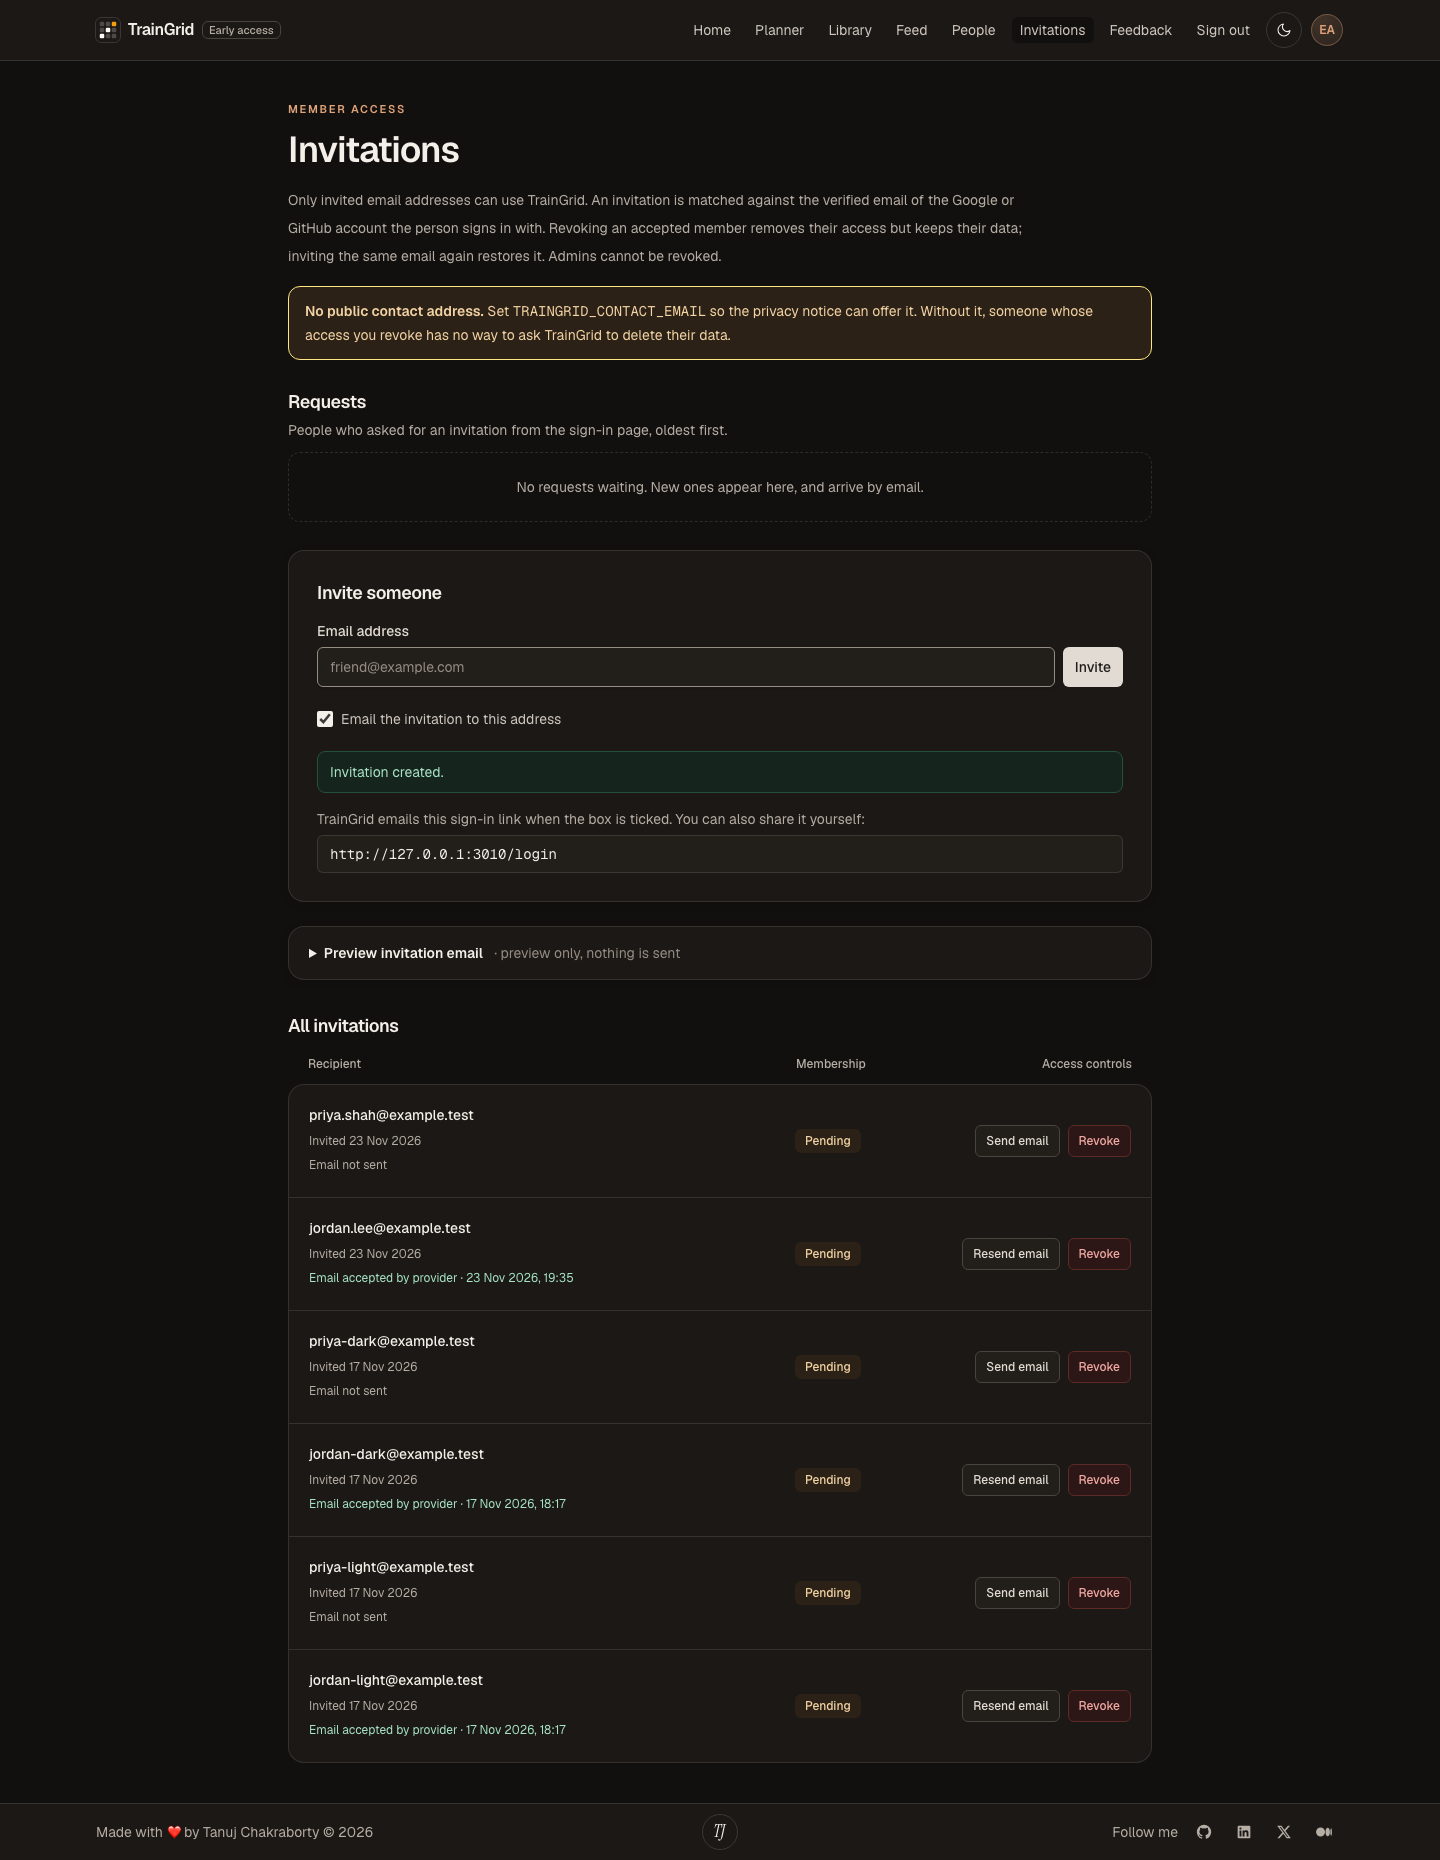 TrainGrid Early access Home Planner Library Feed People Invitations Feedback Sign out EA
MEMBER ACCESS
Invitations
Only invited email addresses can use TrainGrid. An invitation is matched against the verified email of the Google or
GitHub account the person signs in with. Revoking an accepted member removes their access but keeps their data;
inviting the same email again restores it. Admins cannot be revoked.
No public contact address. Set TRAINGRID_CONTACT_EMAIL so the privacy notice can offer it. Without it, someone whose
access you revoke has no way to ask TrainGrid to delete their data.
Requests
People who asked for an invitation from the sign-in page, oldest first.
No requests waiting. New ones appear here, and arrive by email.
Invite someone
Email address
friend@example.com Invite
Email the invitation to this address
Invitation created.
TrainGrid emails this sign-in link when the box is ticked. You can also share it yourself:
http://127.0.0.1:3010/login
Preview invitation email · preview only, nothing is sent
All invitations
Recipient Membership Access controls
priya.shah@example.test
Invited 23 Nov 2026 Pending Send email Revoke
Email not sent
jordan.lee@example.test
Invited 23 Nov 2026 Pending Resend email Revoke
Email accepted by provider · 23 Nov 2026, 19:35
priya-dark@example.test
Invited 17 Nov 2026 Pending Send email Revoke
Email not sent
jordan-dark@example.test
Invited 17 Nov 2026 Pending Resend email Revoke
Email accepted by provider · 17 Nov 2026, 18:17
priya-light@example.test
Invited 17 Nov 2026 Pending Send email Revoke
Email not sent
jordan-light@example.test
Invited 17 Nov 2026 Pending Resend email Revoke
Email accepted by provider · 17 Nov 2026, 18:17
Made with ❤️ by Tanuj Chakraborty © 2026 TJ Follow me